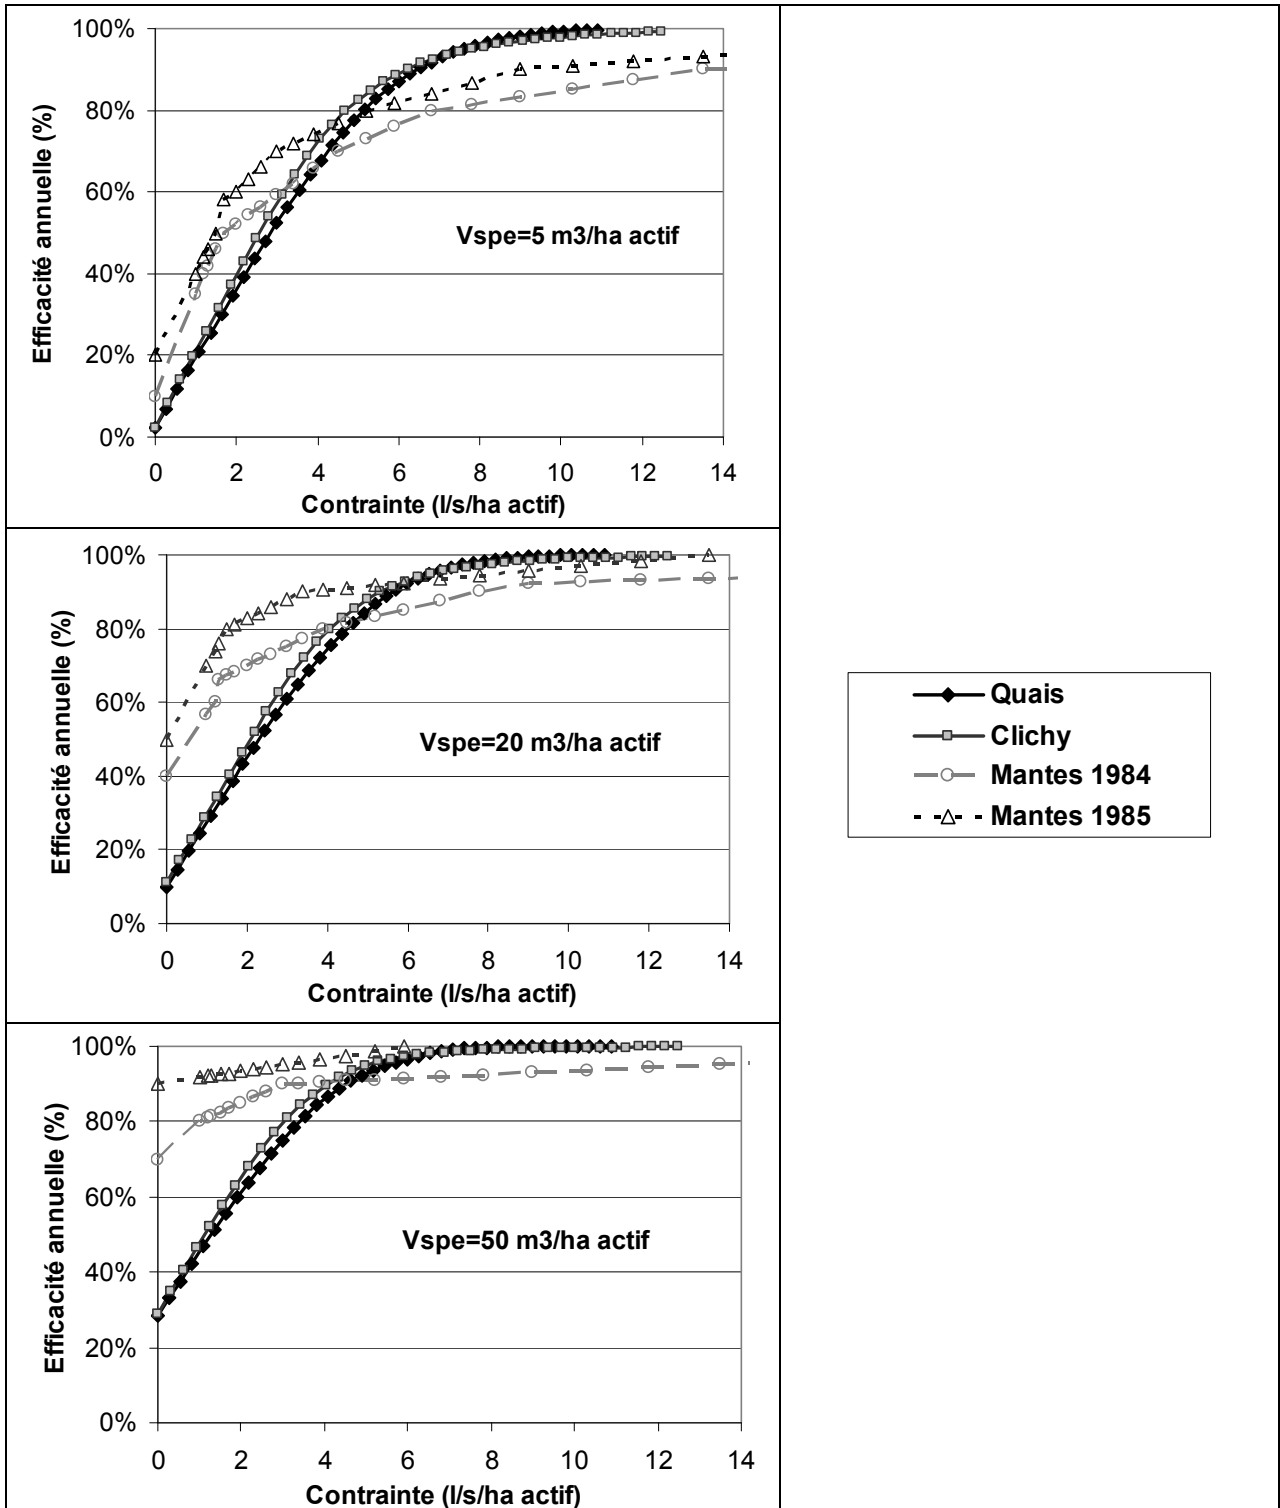 Efficacité annuelle (%)
100%
80%
60%
40%
20%
0%
Vspe=5 m3/ha actif
0 2 4 6 8 10 12 14
Contrainte (l/s/ha actif)
Efficacité annuelle (%)
100%
80%
60%
40%
20%
0%
Vspe=20 m3/ha actif
0 2 4 6 8 10 12 14
Contrainte (l/s/ha actif)
Quais
Clichy
Mantes 1984
Mantes 1985
Efficacité annuelle (%)
100%
80%
60%
40%
20%
0%
Vspe=50 m3/ha actif
0 2 4 6 8 10 12 14
Contrainte (l/s/ha actif)